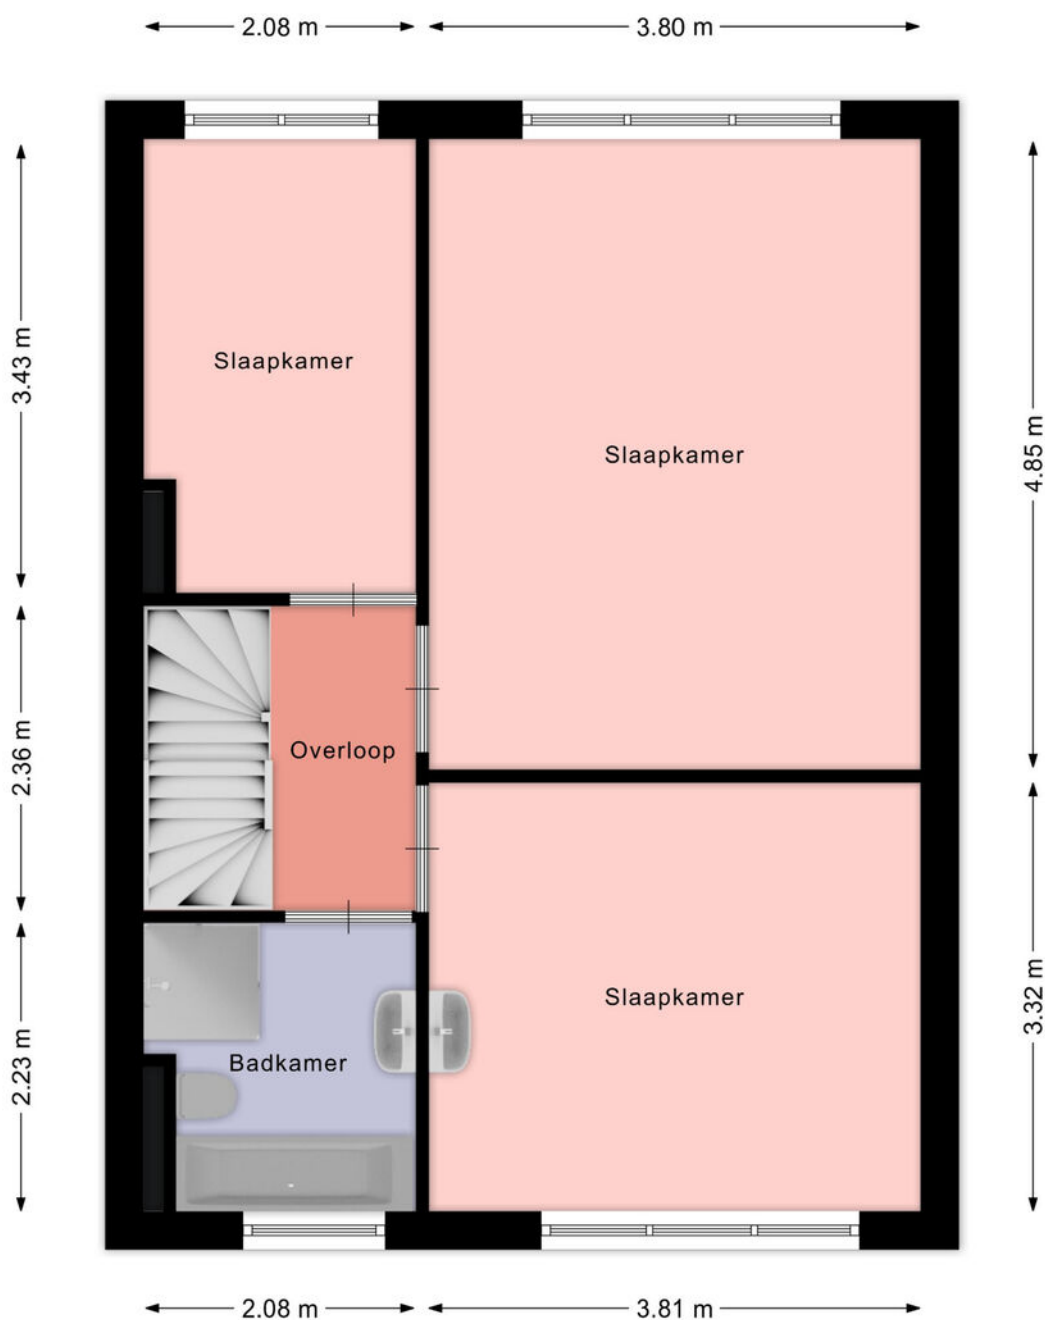 2.08 m
3.80 m
3.43 m
Slaapkamer
Slaapkamer
4.85 m
2.36 m
Overloop
Slaapkamer
3.32 m
2.23 m
Badkamer
2.08 m
3.81 m